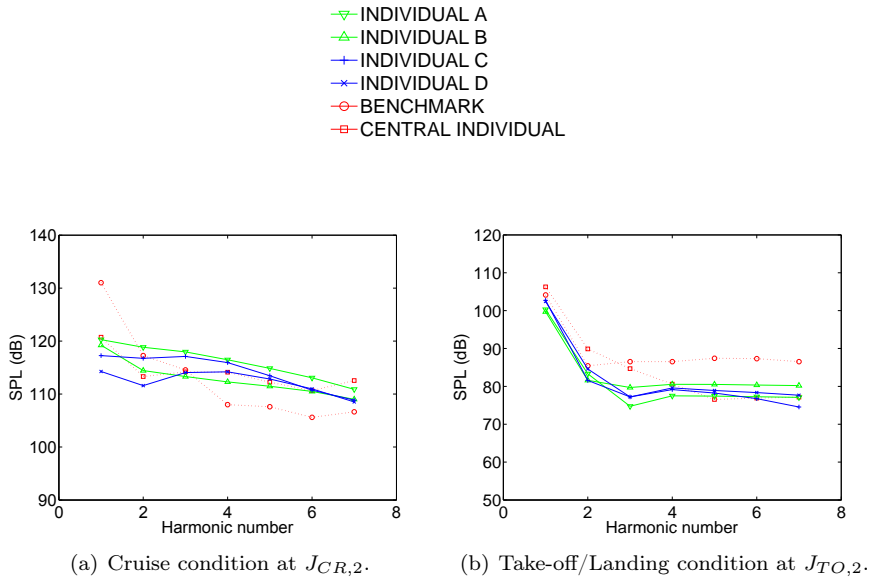 INDIVIDUAL A
INDIVIDUAL B
INDIVIDUAL C
INDIVIDUAL D
BENCHMARK
CENTRAL INDIVIDUAL
140
130
120
110
100
90
SPL (dB)
0 2 4 6 8
Harmonic number
(a) Cruise condition at J_{CR,2}.
120
110
100
90
80
70
60
50
SPL (dB)
0 2 4 6 8
Harmonic number
(b) Take-off/Landing condition at J_{TO,2}.